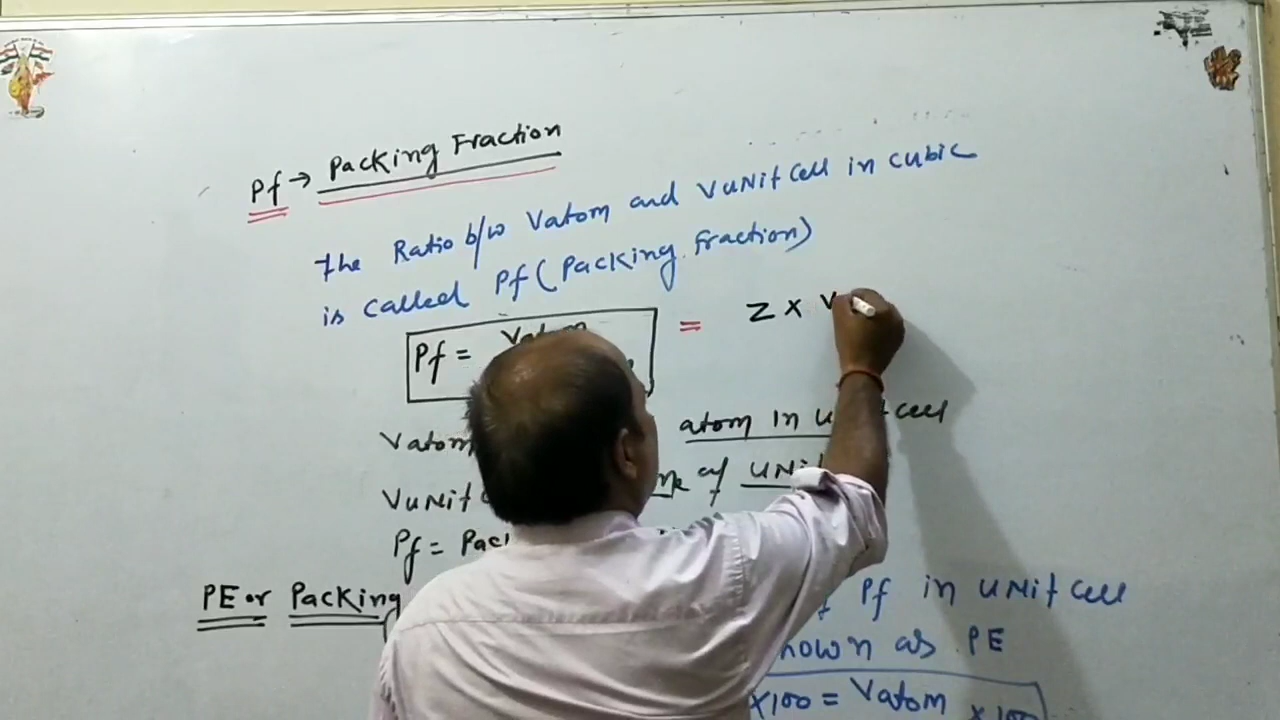 Pf → Packing Fraction
The Ratio b/w Vatom and VuNit Cell in Cubic
is Called Pf (Packing fraction)
Pf = Vatom = Z x V
Vatom atom in u cell
VuNit of UNit
Pf = Pac
PE or Packing Pf in UNit Cell
nown as PE
x100 = Vatom x100